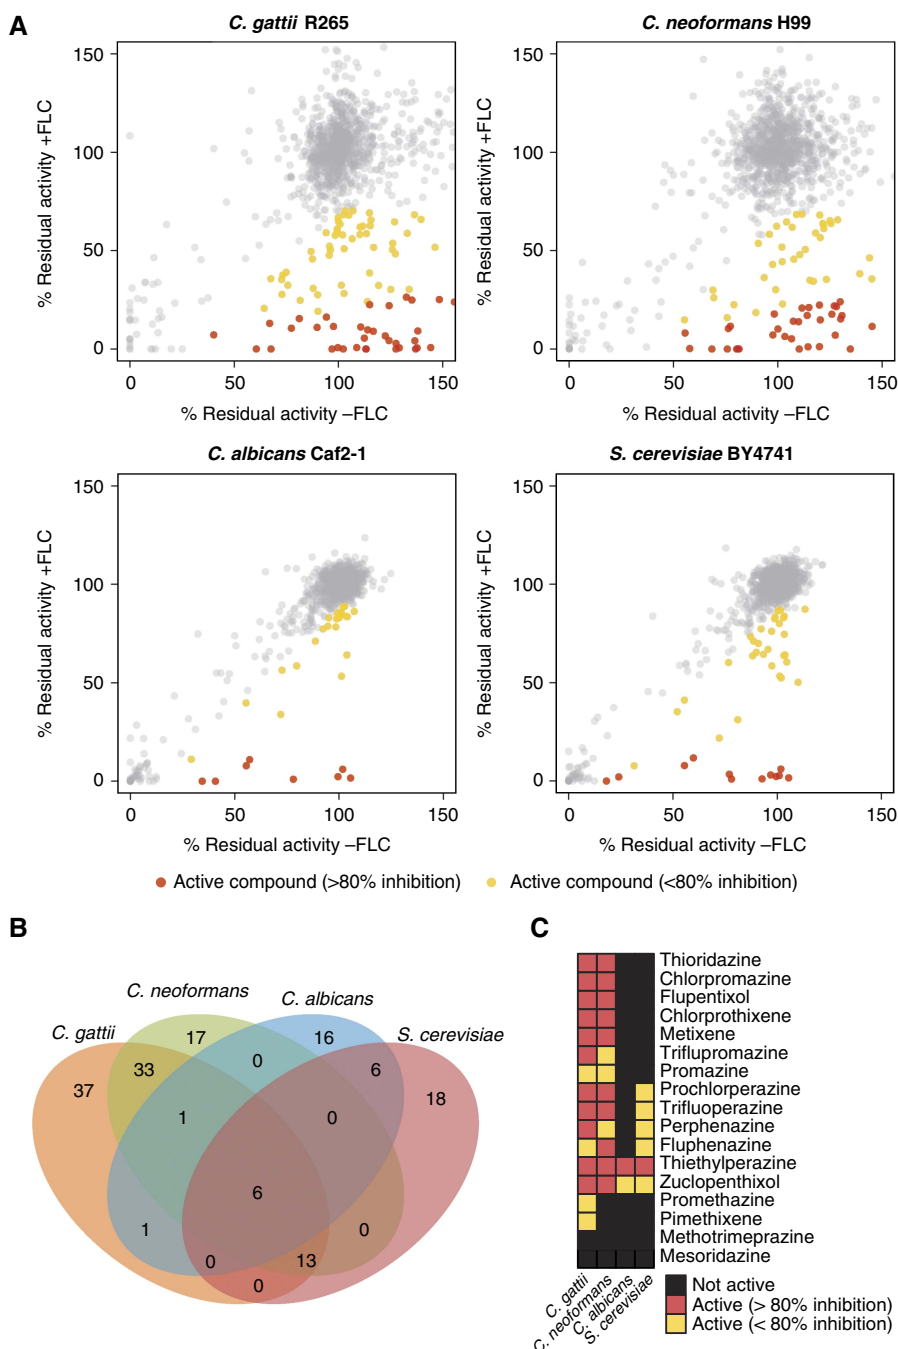 A
C. gattii R265
C. neoformans H99
% Residual activity +FLC
150
100
50
0
0 50 100 150
% Residual activity –FLC
% Residual activity +FLC
150
100
50
0
0 50 100 150
% Residual activity –FLC
C. albicans Caf2-1
S. cerevisiae BY4741
% Residual activity +FLC
150
100
50
0
0 50 100 150
% Residual activity –FLC
% Residual activity +FLC
150
100
50
0
0 50 100 150
% Residual activity –FLC
Active compound (>80% inhibition)
Active compound (<80% inhibition)
B
C. neoformans
C. albicans
C. gattii
S. cerevisiae
17
16
0
33
6
37
18
1
0
6
1
0
0
13
0
C
Thioridazine
Chlorpromazine
Flupentixol
Chlorprothixene
Metixene
Triflupromazine
Promazine
Prochlorperazine
Trifluoperazine
Perphenazine
Fluphenazine
Thiethylperazine
Zuclopenthixol
Promethazine
Pimethixene
Methotrimeprazine
Mesoridazine
C. gattii
C. neoformans
C. albicans
S. cerevisiae
Not active
Active (> 80% inhibition)
Active (< 80% inhibition)